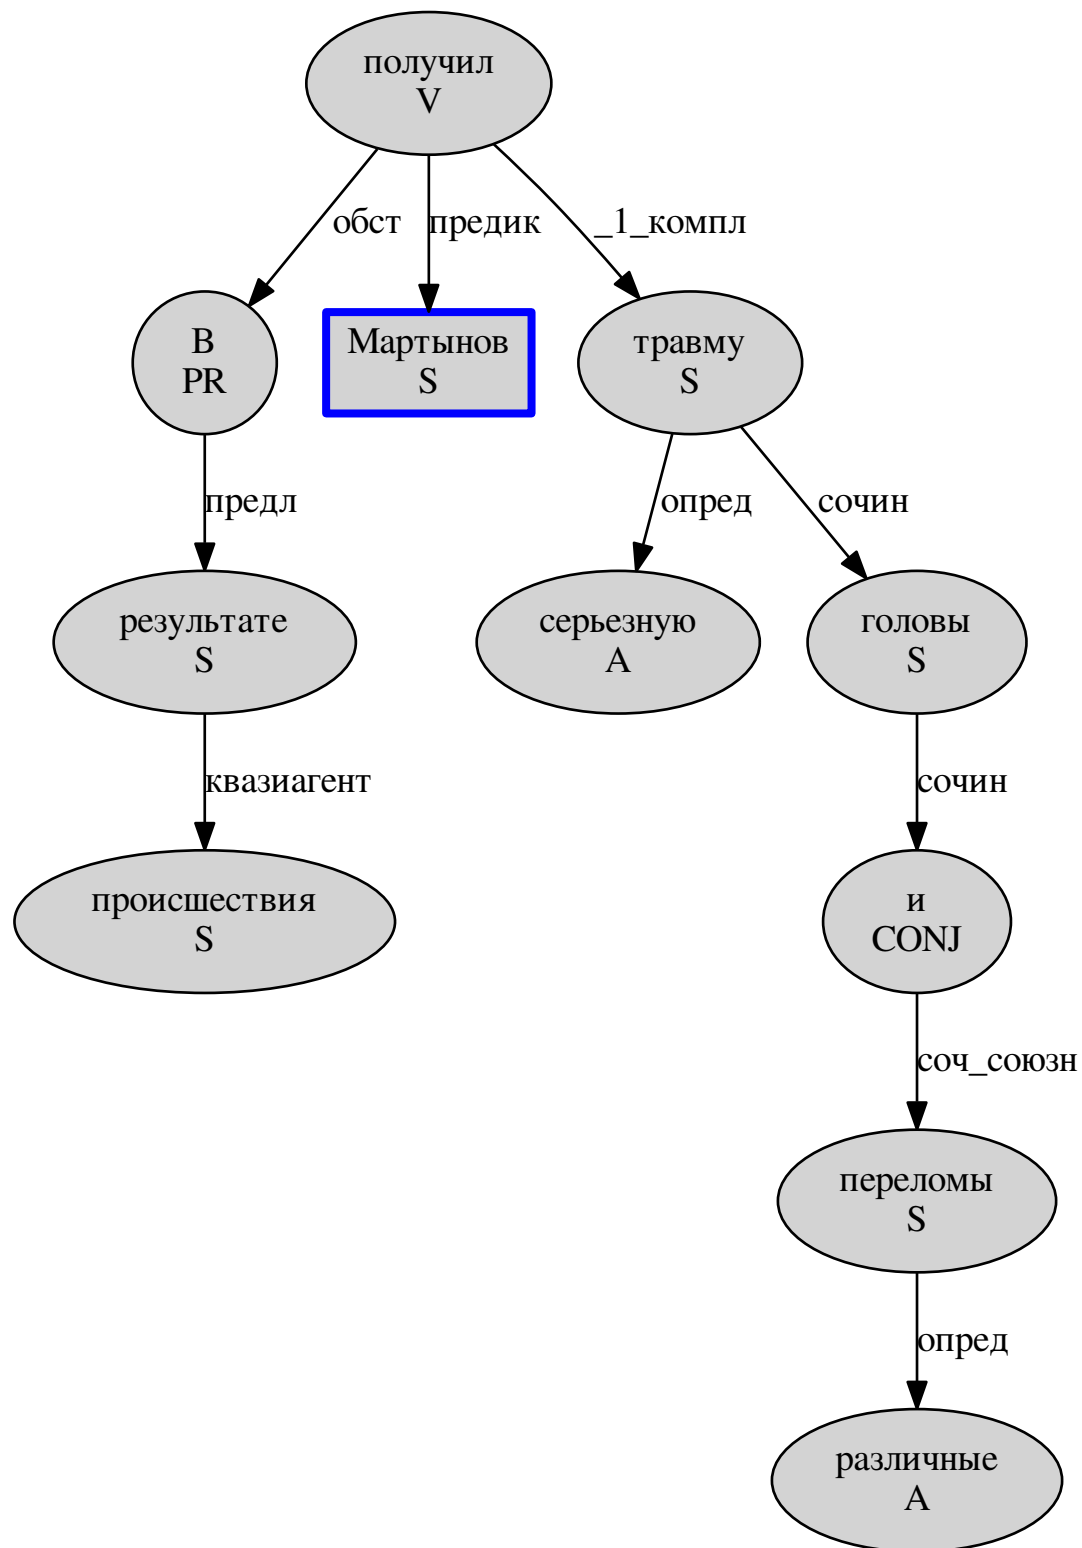 получил
V
обст
предик
_1_компл
В
PR
Мартынов
S
травму
S
предл
опред
сочин
результате
S
серьезную
A
головы
S
квазиагент
сочин
происшествия
S
и
CONJ
соч_союзн
переломы
S
опред
различные
A